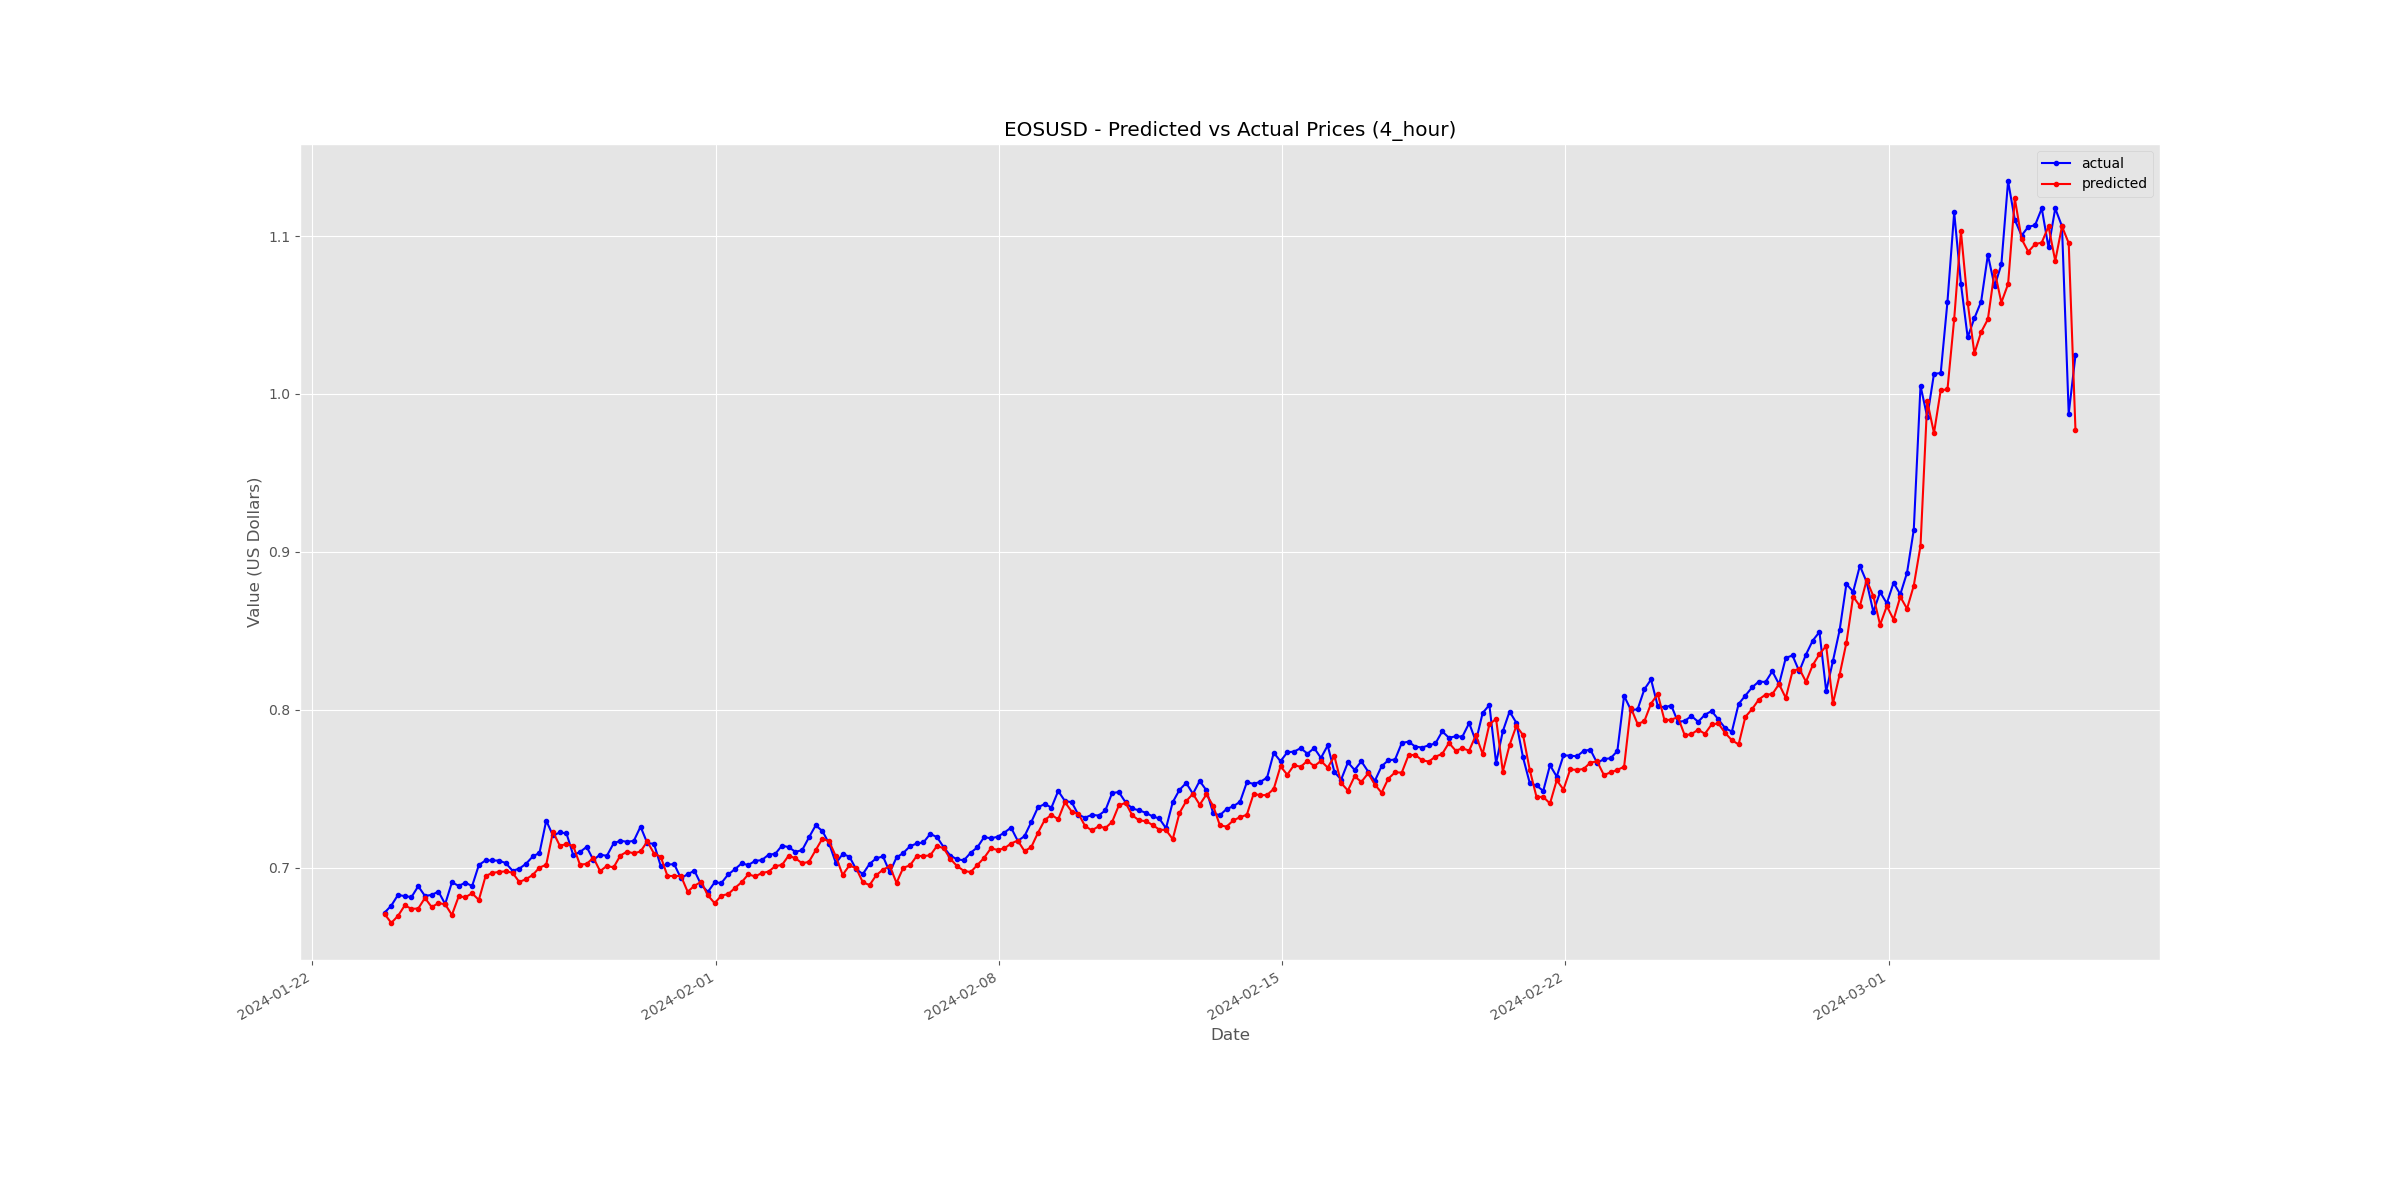 EOSUSD - Predicted vs Actual Prices (4_hour)
actual
predicted
1.1
1.0
0.9
0.8
0.7
Value (US Dollars)
2024-01-22
2024-02-01
2024-02-08
2024-02-15
2024-02-22
2024-03-01
Date